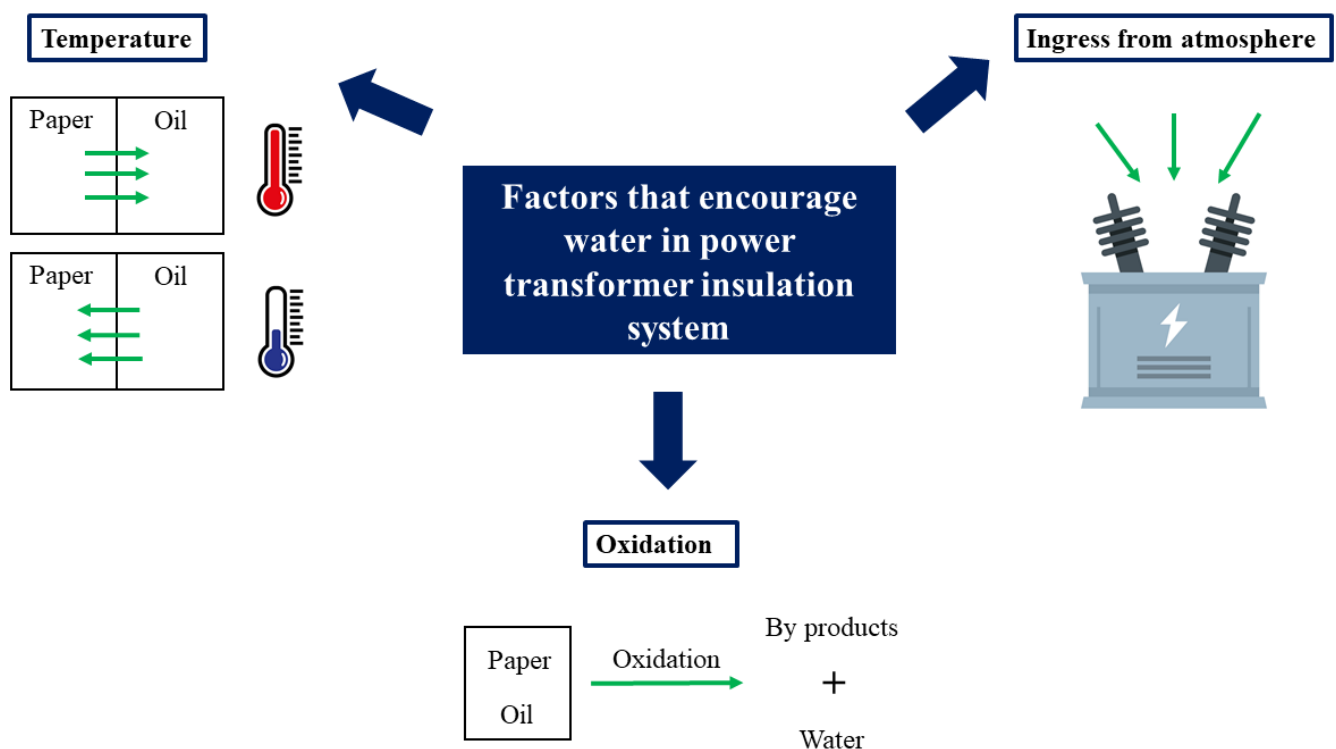 Temperature
Ingress from atmosphere
Paper
Oil
Factors that encourage
water in power
transformer insulation
system
Paper
Oil
Oxidation
Paper
Oil
Oxidation
By products
+
Water